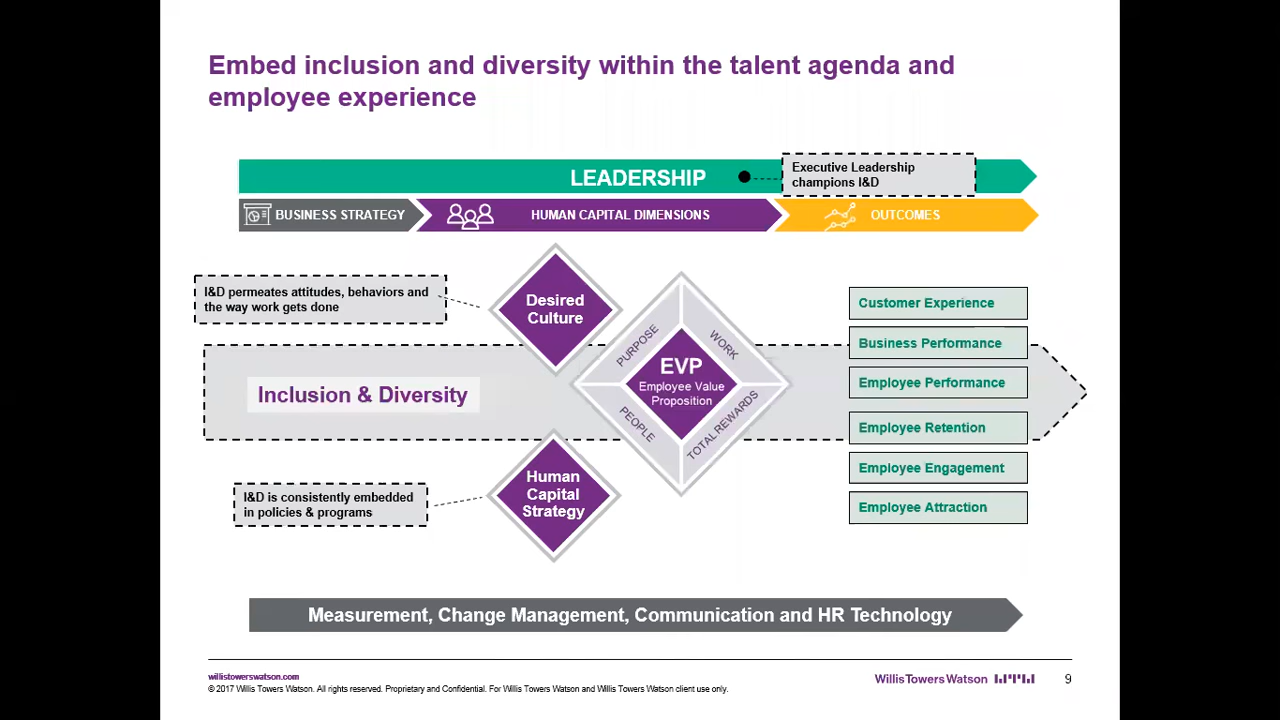 Embed inclusion and diversity within the talent agenda and
employee experience
LEADERSHIP
Executive Leadership
champions I&D
BUSINESS STRATEGY
HUMAN CAPITAL DIMENSIONS
OUTCOMES
I&D permeates attitudes, behaviors and
the way work gets done
Desired
Culture
Inclusion & Diversity
PURPOSE
WORK
EVP
Employee Value
Proposition
PEOPLE
TOTAL REWARDS
I&D is consistently embedded
in policies & programs
Human
Capital
Strategy
Customer Experience
Business Performance
Employee Performance
Employee Retention
Employee Engagement
Employee Attraction
Measurement, Change Management, Communication and HR Technology
willistowerswatson.com
© 2017 Willis Towers Watson. All rights reserved. Proprietary and Confidential. For Willis Towers Watson and Willis Towers Watson client use only.
WillisTowersWatson
9